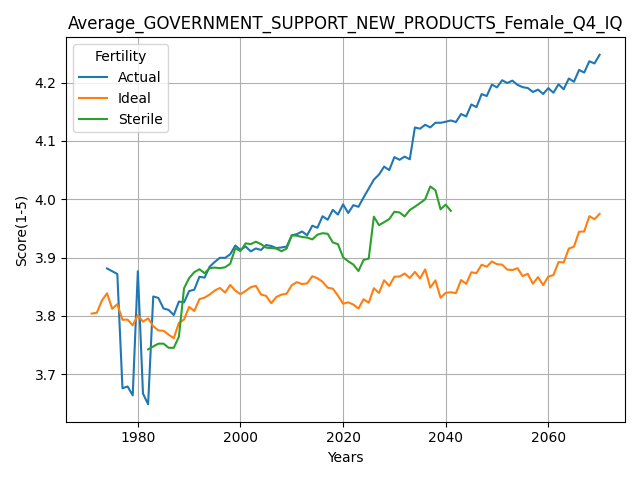 Average_GOVERNMENT_SUPPORT_NEW_PRODUCTS_Female_Q4_IQ
Fertility
Actual
Ideal
Sterile
Score(1-5)
4.2
4.1
4.0
3.9
3.8
3.7
1980 2000 2020 2040 2060
Years